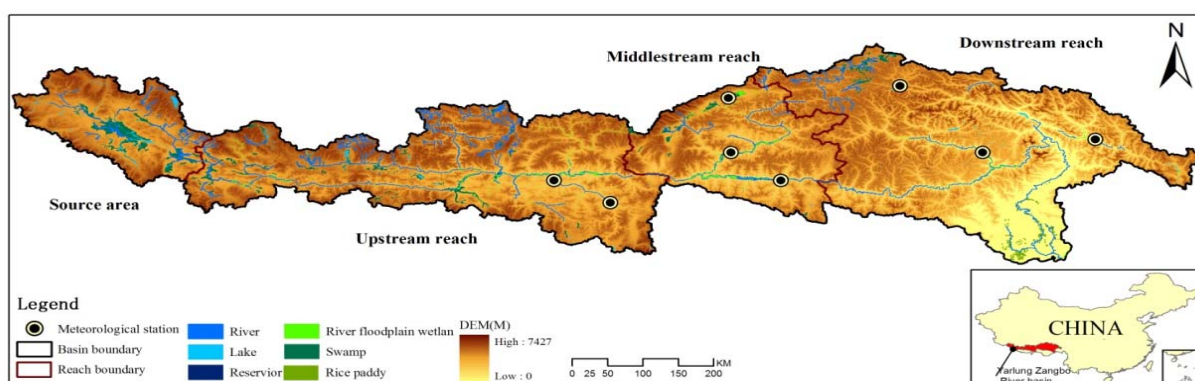 Downstream reach
N
Middlestream reach
Source area
Upstream reach
Legend
Meteorological station
Basin boundary
Reach boundary
River
Lake
Reservior
River floodplain wetlan
Swamp
Rice paddy
DEM(M)
High : 7427
Low : 0
KM
0 25 50 100 150 200
CHINA
Yarlung Zangbo
River basin